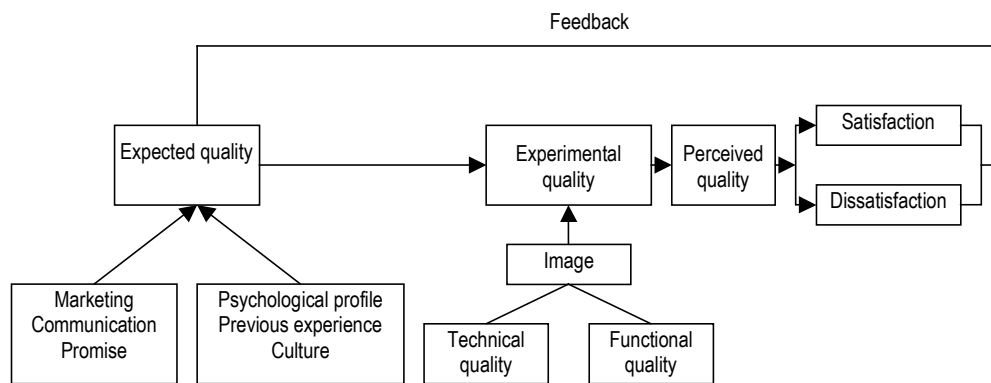 Feedback
Expected quality
Experimental
quality
Perceived
quality
Satisfaction
Dissatisfaction
Image
Marketing
Communication
Promise
Psychological profile
Previous experience
Culture
Technical
quality
Functional
quality